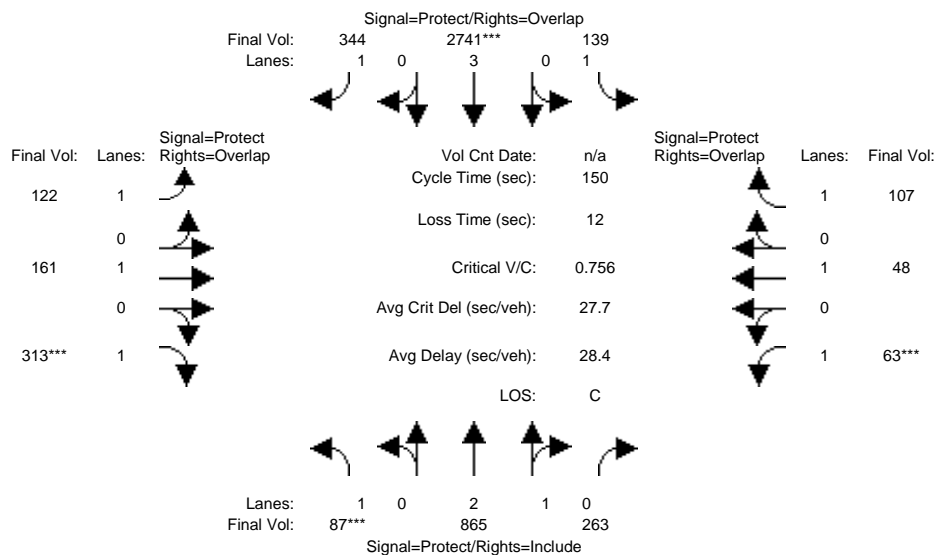 Signal=Protect/Rights=Overlap
Final Vol: 344 2741*** 139
Lanes: 1 0 3 0 1
Signal=Protect Signal=Protect
Final Vol: Lanes: Rights=Overlap Vol Cnt Date: n/a Rights=Overlap Lanes: Final Vol:
Cycle Time (sec): 150
122 1 1 107
Loss Time (sec): 12
0 0
161 1 Critical V/C: 0.756 1 48
0 Avg Crit Del (sec/veh): 27.7 0
313*** 1 Avg Delay (sec/veh): 28.4 1 63***
LOS: C
Lanes: 1 0 2 1 0
Final Vol: 87*** 865 263
Signal=Protect/Rights=Include